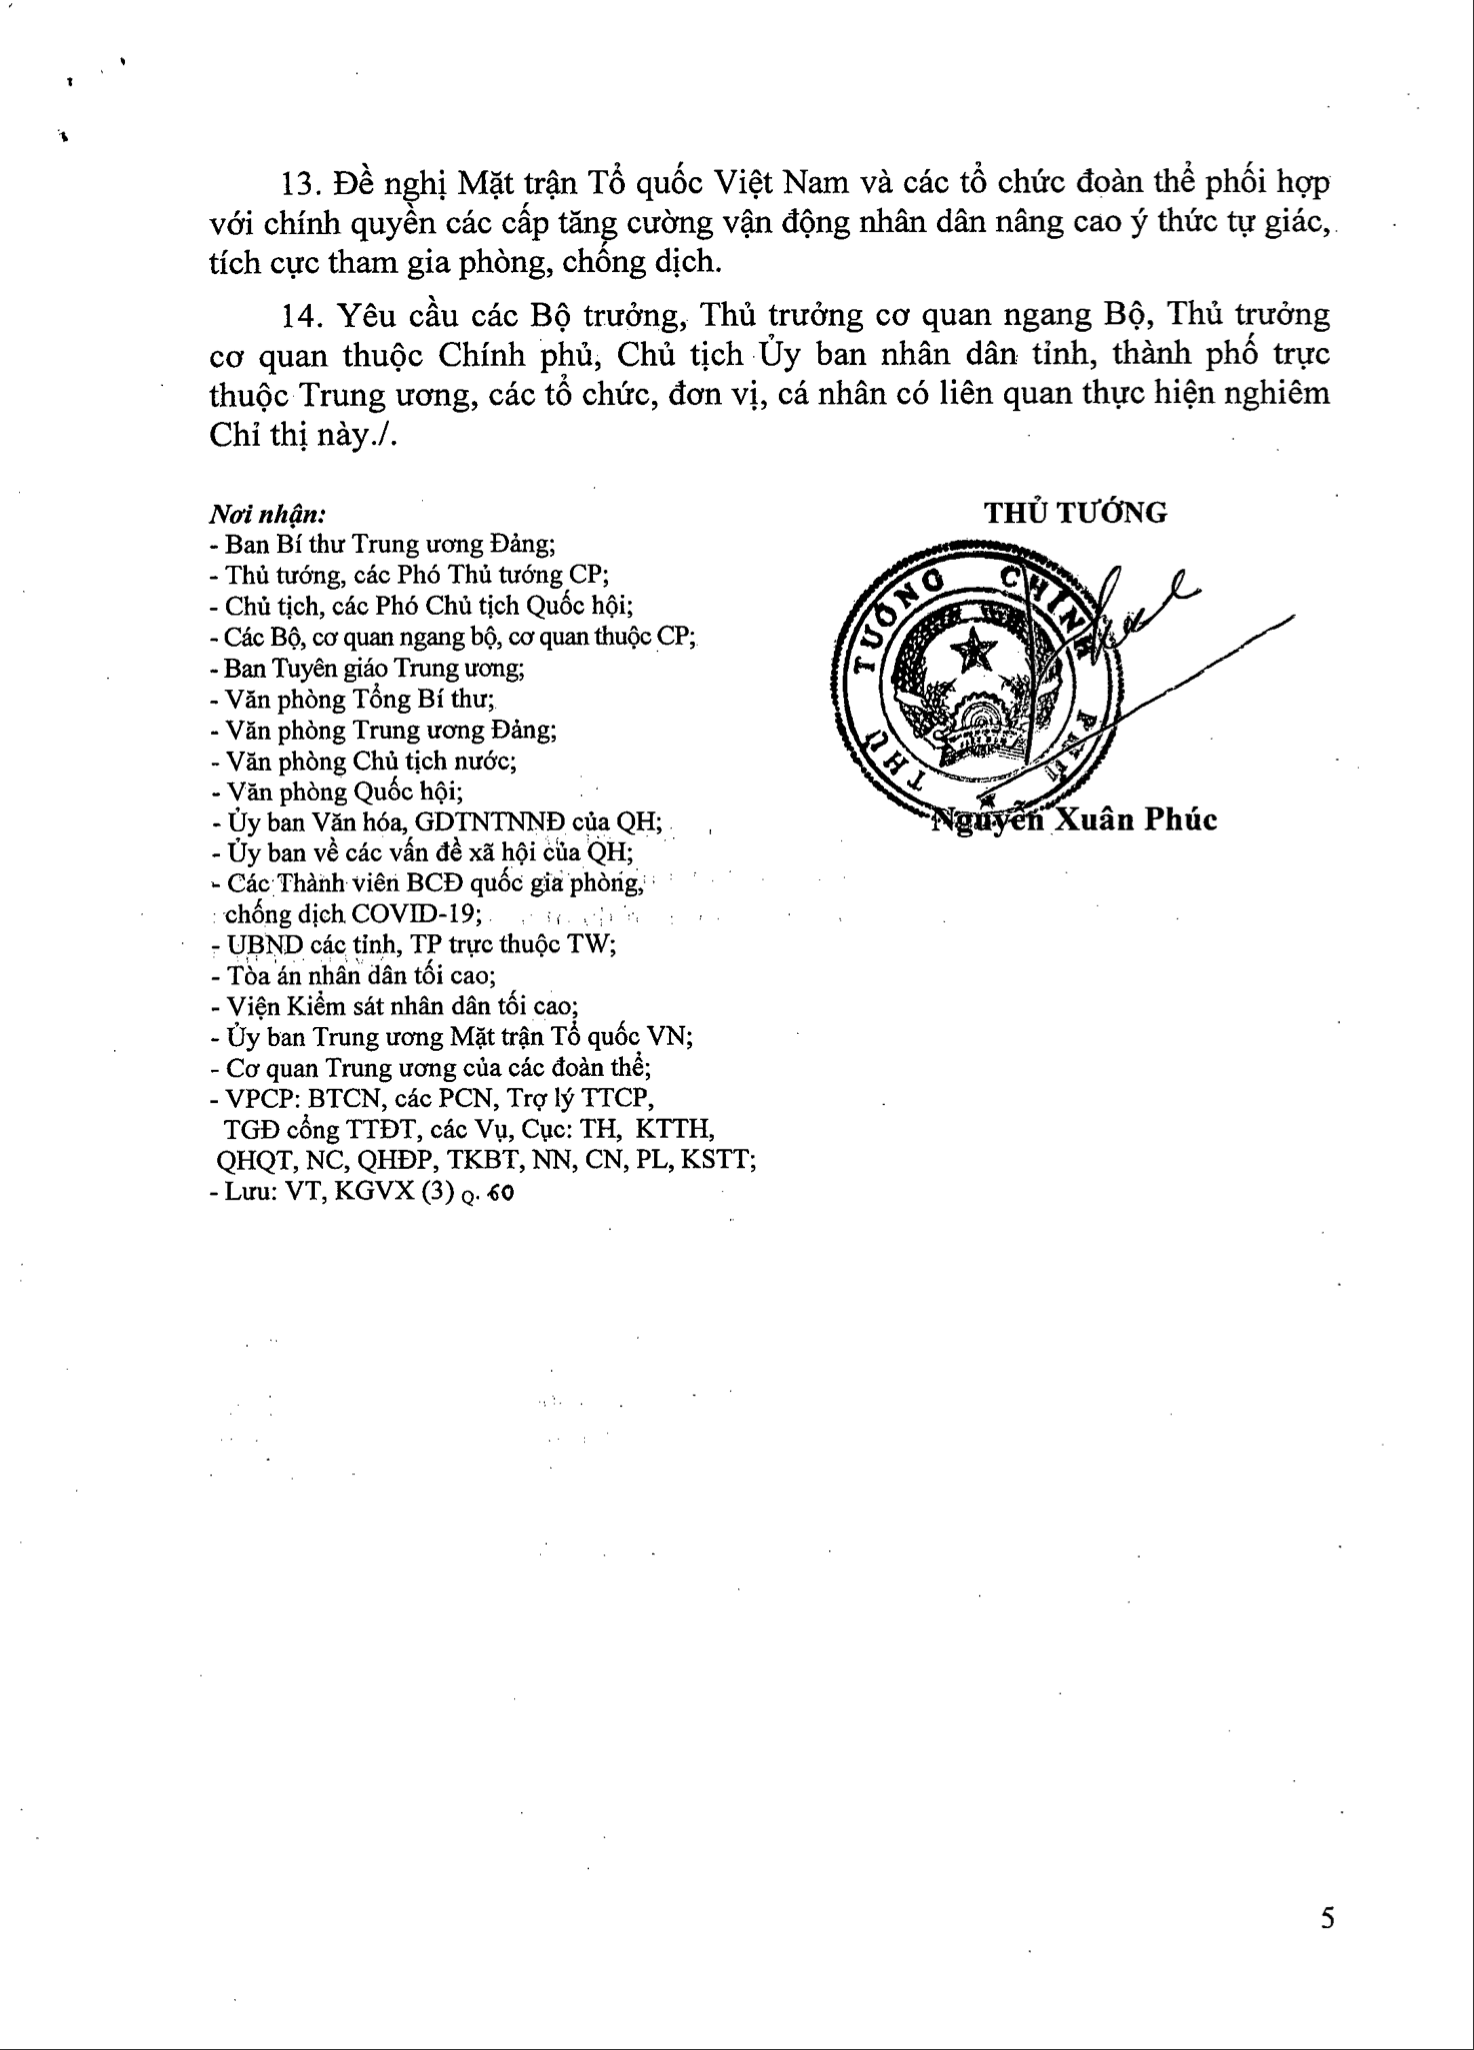 13. Đề nghị Mặt trận Tổ quốc Việt Nam và các tổ chức đoàn thể phối hợp
với chính quyền các cấp tăng cường vận động nhân dân nâng cao ý thức tự giác,
tích cực tham gia phòng, chống dịch.
14. Yêu cầu các Bộ trưởng, Thủ trưởng cơ quan ngang Bộ, Thủ trưởng
cơ quan thuộc Chính phủ, Chủ tịch Ủy ban nhân dân tỉnh, thành phố trực
thuộc Trung ương, các tổ chức, đơn vị, cá nhân có liên quan thực hiện nghiêm
Chỉ thị này./.
Nơi nhận:
- Ban Bí thư Trung ương Đảng;
- Thủ tướng, các Phó Thủ tướng CP;
- Chủ tịch, các Phó Chủ tịch Quốc hội;
- Các Bộ, cơ quan ngang bộ, cơ quan thuộc CP;
- Ban Tuyên giáo Trung ương;
- Văn phòng Tổng Bí thư;
- Văn phòng Trung ương Đảng;
- Văn phòng Chủ tịch nước;
- Văn phòng Quốc hội;
- Ủy ban Văn hóa, GDTNTNNĐ của QH;
- Ủy ban về các vấn đề xã hội của QH;
- Các Thành viên BCĐ quốc gia phòng,
chống dịch COVID-19;
- UBND các tỉnh, TP trực thuộc TW;
- Tòa án nhân dân tối cao;
- Viện Kiểm sát nhân dân tối cao;
- Ủy ban Trung ương Mặt trận Tổ quốc VN;
- Cơ quan Trung ương của các đoàn thể;
- VPCP: BTCN, các PCN, Trợ lý TTCP,
TGĐ cổng TTĐT, các Vụ, Cục: TH, KTTH,
QHQT, NC, QHĐP, TKBT, NN, CN, PL, KSTT;
- Lưu: VT, KGVX (3) Q. 60
THỦ TƯỚNG
THỦ TƯỚNG CHÍNH PHỦ
Nguyễn Xuân Phúc
5